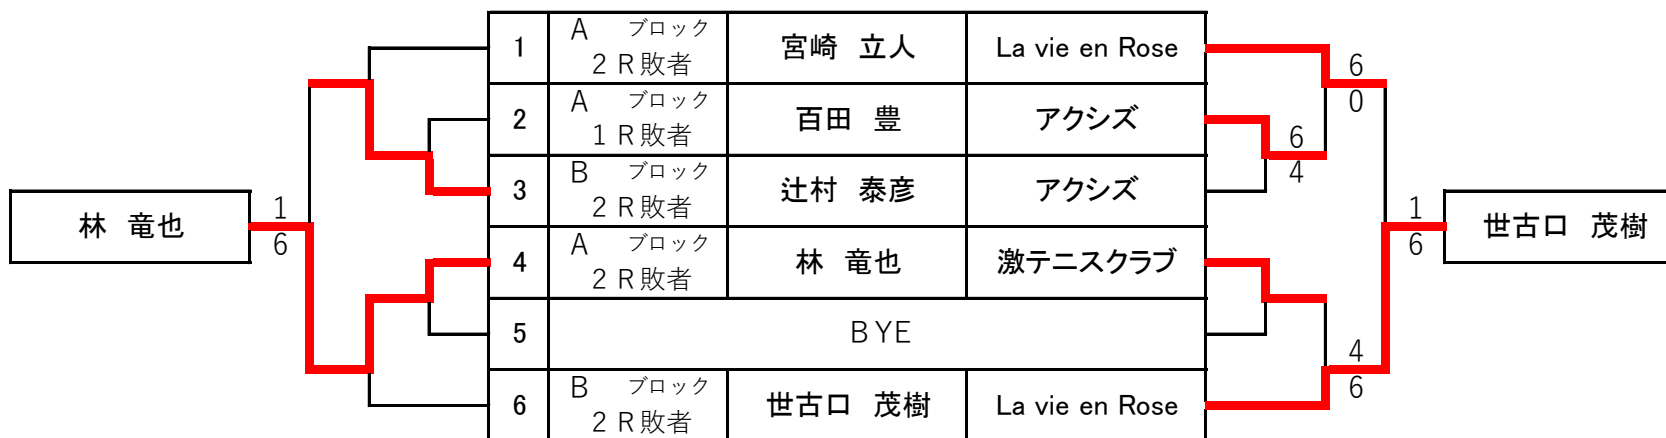 1 A ブロック 2R敗者 宮崎 立人 La vie en Rose
6
0
2 A ブロック 1R敗者 百田 豊 アクシズ
6
4
3 B ブロック 2R敗者 辻村 泰彦 アクシズ
林 竜也
1
6
1
6
世古口 茂樹
4 A ブロック 2R敗者 林 竜也 激テニスクラブ
5 BYE
4
6
6 B ブロック 2R敗者 世古口 茂樹 La vie en Rose